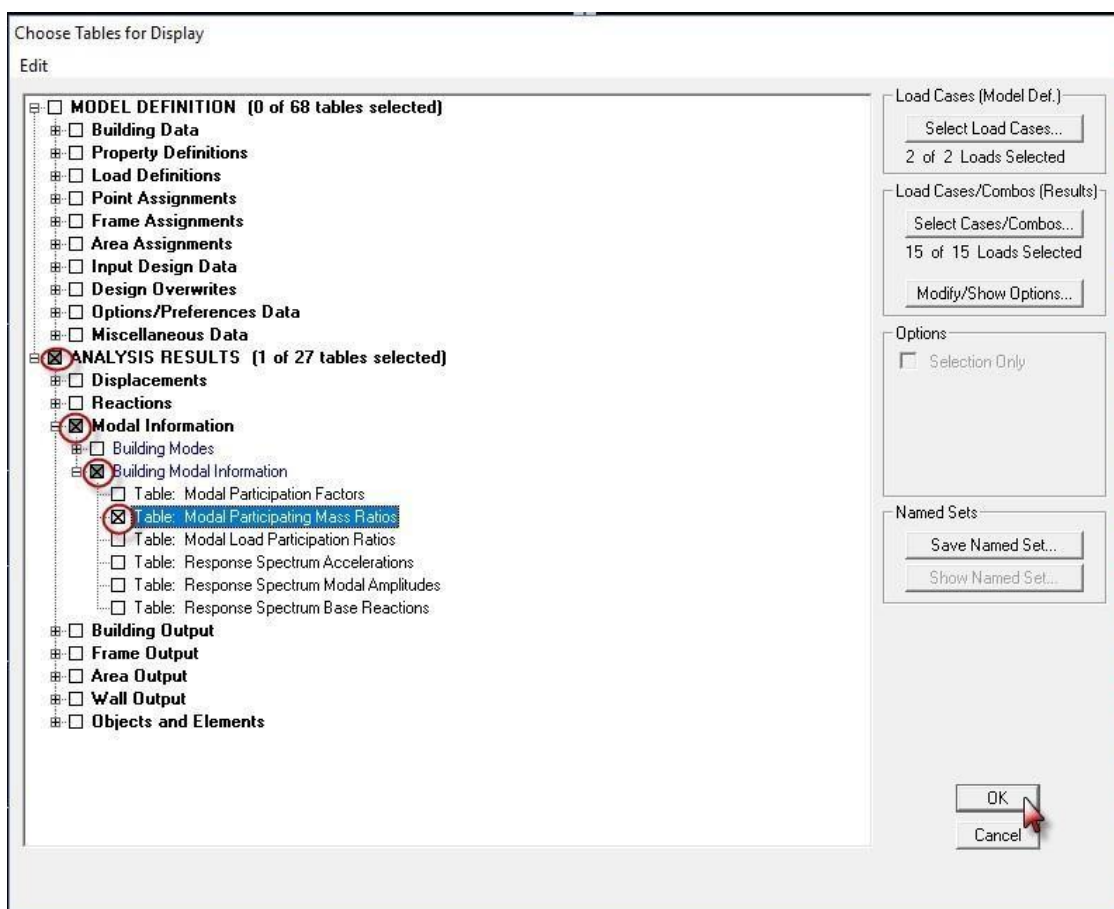 Choose Tables for Display
Edit
MODEL DEFINITION (0 of 68 tables selected)
Building Data
Property Definitions
Load Definitions
Point Assignments
Frame Assignments
Area Assignments
Input Design Data
Design Overwrites
Options/Preferences Data
Miscellaneous Data
ANALYSIS RESULTS (1 of 27 tables selected)
Displacements
Reactions
Modal Information
Building Modes
Building Modal Information
Table: Modal Participation Factors
Table: Modal Participating Mass Ratios
Table: Modal Load Participation Ratios
Table: Response Spectrum Accelerations
Table: Response Spectrum Modal Amplitudes
Table: Response Spectrum Base Reactions
Building Output
Frame Output
Area Output
Wall Output
Objects and Elements
Load Cases (Model Def.)
Select Load Cases...
2 of 2 Loads Selected
Load Cases/Combos (Results)
Select Cases/Combos...
15 of 15 Loads Selected
Modify/Show Options...
Options
Selection Only
Named Sets
Save Named Set...
Show Named Set...
OK
Cancel